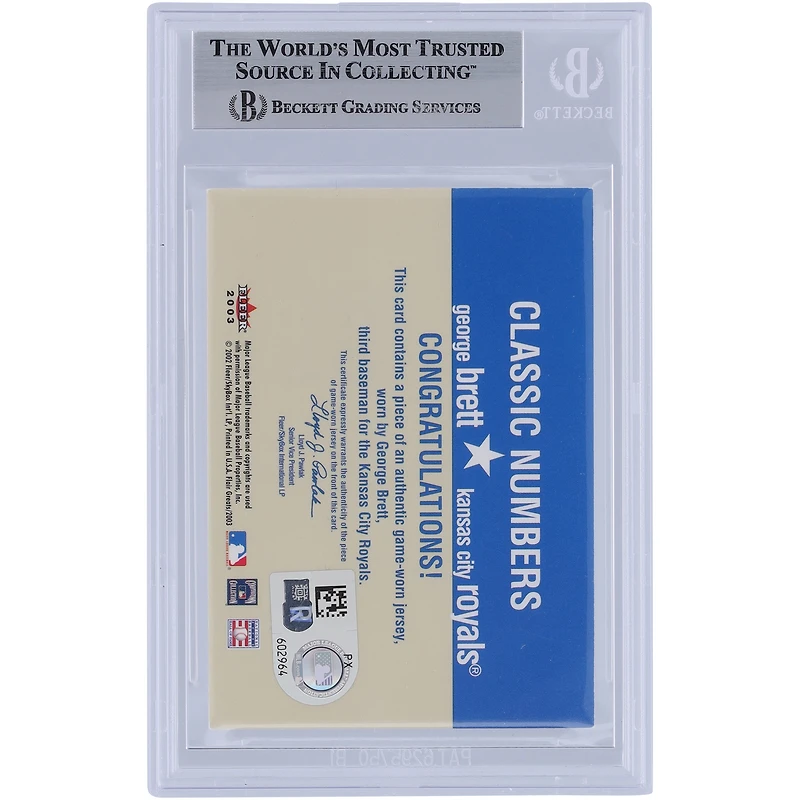 THE WORLD'S MOST TRUSTED
SOURCE IN COLLECTING™
B BECKETT GRADING SERVICES
B
BECKETT®
CLASSIC NUMBERS
george brett ★ kansas city royals®
CONGRATULATIONS!
This card contains a piece of an authentic game-worn jersey,
worn by George Brett,
third baseman for the Kansas City Royals.
This certificate expressly warrants the authenticity of the piece
of game-worn jersey on the front of this card.
Lloyd J. Pawlak
Lloyd J. Pawlak
Senior Vice President
Fleer/SkyBox International LP
FLEER
2003
Major League Baseball trademarks and copyrights are used
with permission of Major League Baseball Properties, Inc.
© 2002 Fleer/SkyBox Int'l. LP, Printed in U.S.A. Flair Greats/2003
PX
602964